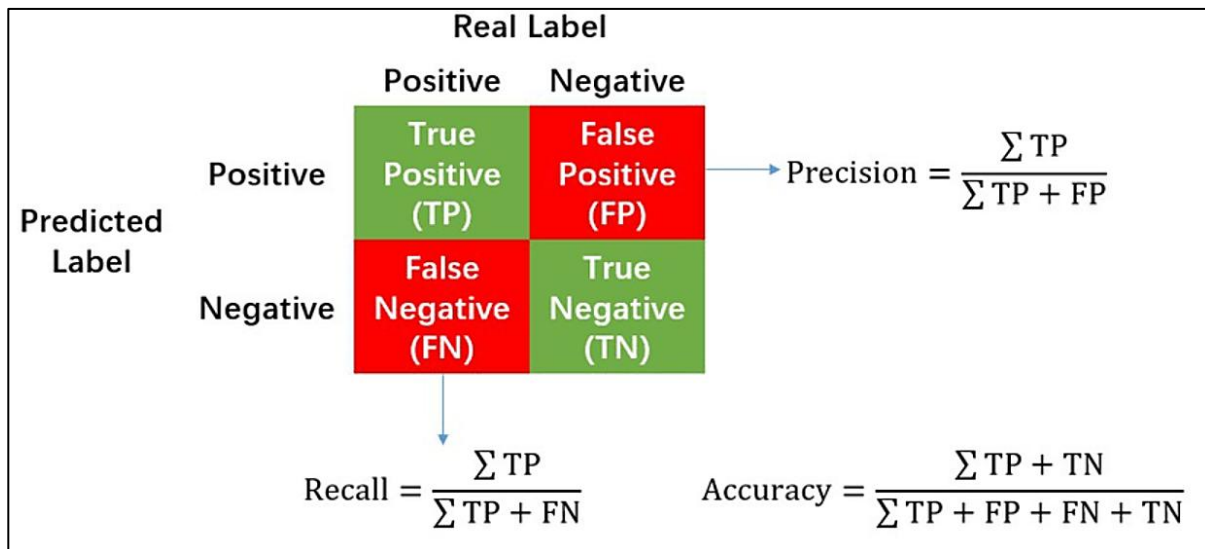 Real Label
Positive Negative
True
Positive
(TP)
False
Positive
(FP)
Positive
Precision = ∑ TP / ∑ TP + FP
Predicted
Label
False
Negative
(FN)
True
Negative
(TN)
Negative
Recall = ∑ TP / ∑ TP + FN
Accuracy = ∑ TP + TN / ∑ TP + FP + FN + TN